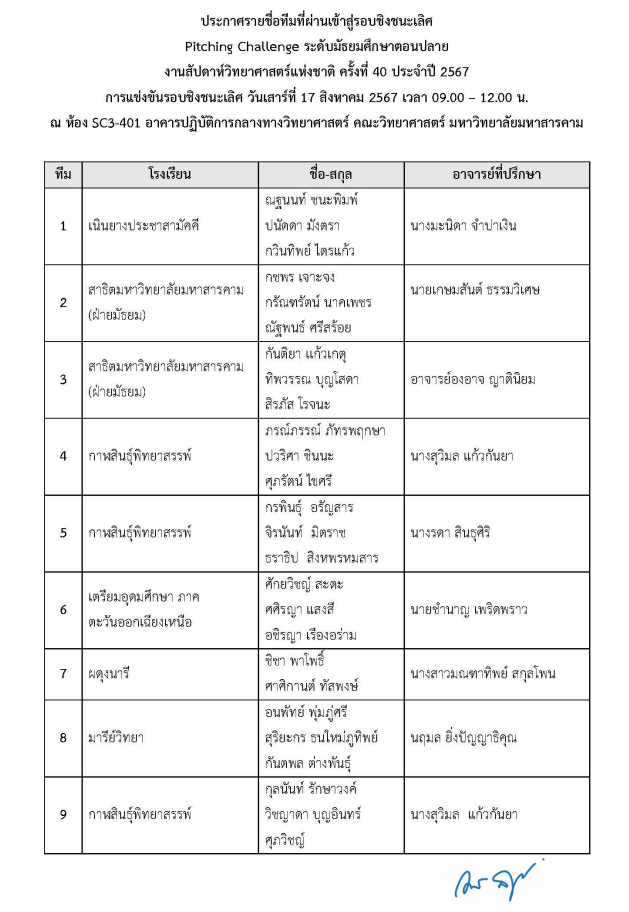 ประกาศรายชื่อทีมที่ผ่านเข้าสู่รอบชิงชนะเลิศ
Pitching Challenge ระดับมัธยมศึกษาตอนปลาย
งานสัปดาห์วิทยาศาสตร์แห่งชาติ ครั้งที่ 40 ประจำปี 2567
การแข่งขันรอบชิงชนะเลิศ วันเสาร์ที่ 17 สิงหาคม 2567 เวลา 09.00 – 12.00 น.
ณ ห้อง SC3-401 อาคารปฏิบัติการกลางทางวิทยาศาสตร์ คณะวิทยาศาสตร์ มหาวิทยาลัยมหาสารคาม
ทีม โรงเรียน ชื่อ-สกุล อาจารย์ที่ปรึกษา
ณฐนนท์ ชนะพิมพ์
1 เนินยางประชาสามัคคี ปนัดดา มังตรา นางมะนิดา จำปาเงิน
กวินทิพย์ ไตรแก้ว
กชพร เจาะจง
สาธิตมหาวิทยาลัยมหาสารคาม นายเกษมสันต์ ธรรมวิเศษ
2 กรัณฑรัตน์ นาคเพชร
(ฝ่ายมัธยม)
ณัฐพนธ์ ศรีสร้อย
กันติยา แก้วเกตุ
สาธิตมหาวิทยาลัยมหาสารคาม
3 ทิพวรรณ บุญโสดา อาจารย์องอาจ ญาตินิยม
(ฝ่ายมัธยม)
สิรภัส โรจนะ
ภรณ์ภรรณ์ ภัทรพฤกษา
4 กาฬสินธุ์พิทยาสรรพ์ ปวริศา ชินนะ นางสุวิมล แก้วกันยา
ศุภรัตน์ ไขศรี
กรพินธุ์ อรัญสาร
5 กาฬสินธุ์พิทยาสรรพ์ จิรนันท์ มิตราช นางรดา สินธุศิริ
ธราธิป สิงหพรหมสาร
ศักยวิชญ์ สะตะ
เตรียมอุดมศึกษา ภาค
6 ศศิรญา แสงสี นายชำนาญ เพริดพราว
ตะวันออกเฉียงเหนือ
อชิรญา เรืองอร่าม
ชิชา พาโพธิ์
7 ผดุงนารี นางสาวมณฑาทิพย์ สกุลโพน
ศาศิกานต์ ทัสพงษ์
อนพัทย์ พุ่มภู่ศรี
8 มารีย์วิทยา สุริยะกร ธนใหม่ภูทิพย์ นฤมล ยิ่งปัญญาธิคุณ
กันตพล ต่างพันธุ์
กุลนันท์ รักษาวงค์
9 กาฬสินธุ์พิทยาสรรพ์ วิชญาดา บุญอินทร์ นางสุวิมล แก้วกันยา
ศุภวิชญ์